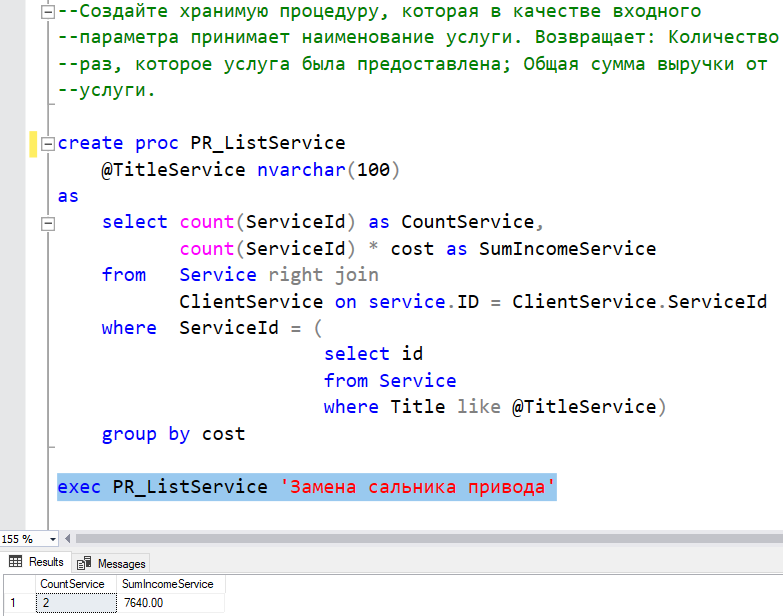 --Создайте хранимую процедуру, которая в качестве входного
--параметра принимает наименование услуги. Возвращает: Количество
--раз, которое услуга была предоставлена; Общая сумма выручки от
--услуги.
create proc PR_ListService
@TitleService nvarchar(100)
as
select count(ServiceId) as CountService,
count(ServiceId) * cost as SumIncomeService
from Service right join
ClientService on service.ID = ClientService.ServiceId
where ServiceId = (
select id
from Service
where Title like @TitleService)
group by cost
exec PR_ListService 'Замена сальника привода'
155 %
Results Messages
CountService SumIncomeService
1 2 7640.00